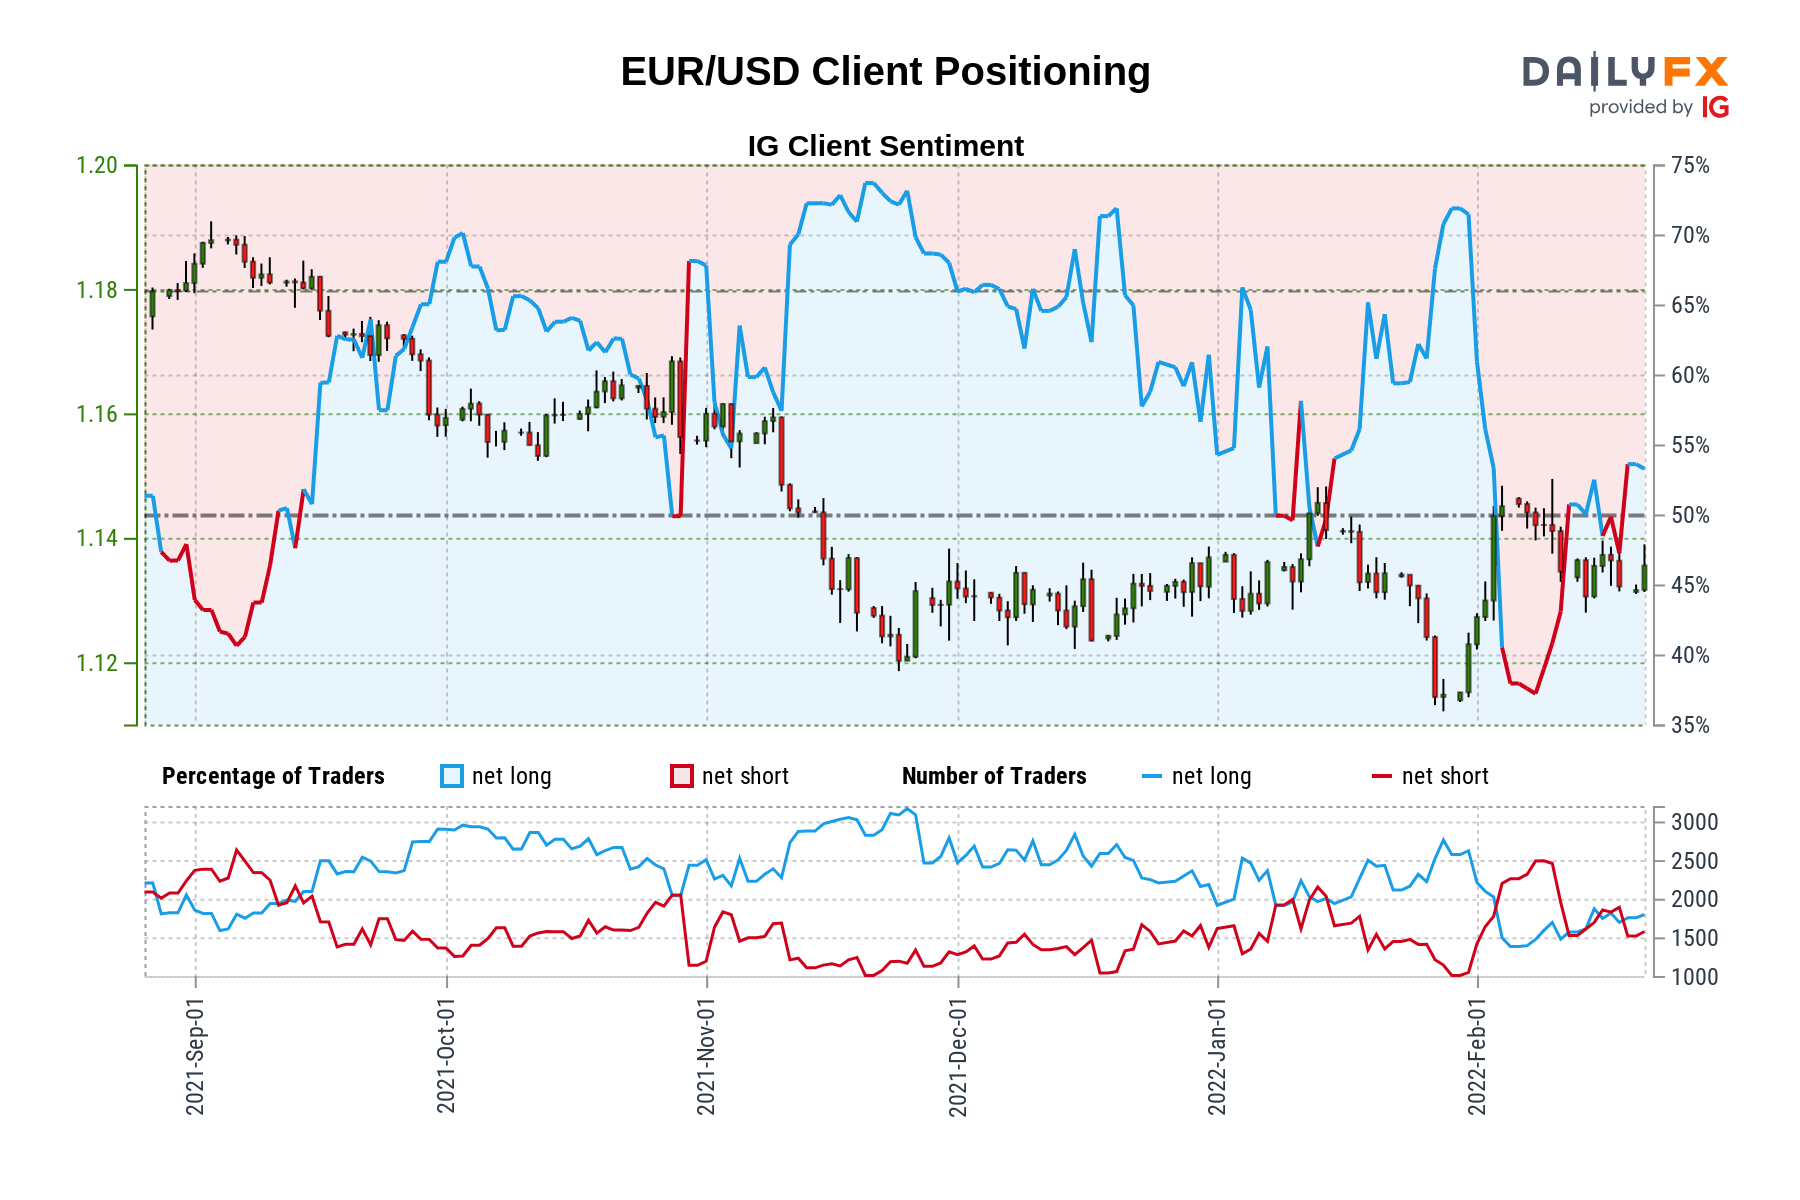 EUR/USD Client Positioning
DAILYFX
provided by IG
IG Client Sentiment
1.20
1.18
1.16
1.14
1.12
75%
70%
65%
60%
55%
50%
45%
40%
35%
Percentage of Traders net long net short Number of Traders net long net short
3000
2500
2000
1500
1000
2021-Sep-01
2021-Oct-01
2021-Nov-01
2021-Dec-01
2022-Jan-01
2022-Feb-01